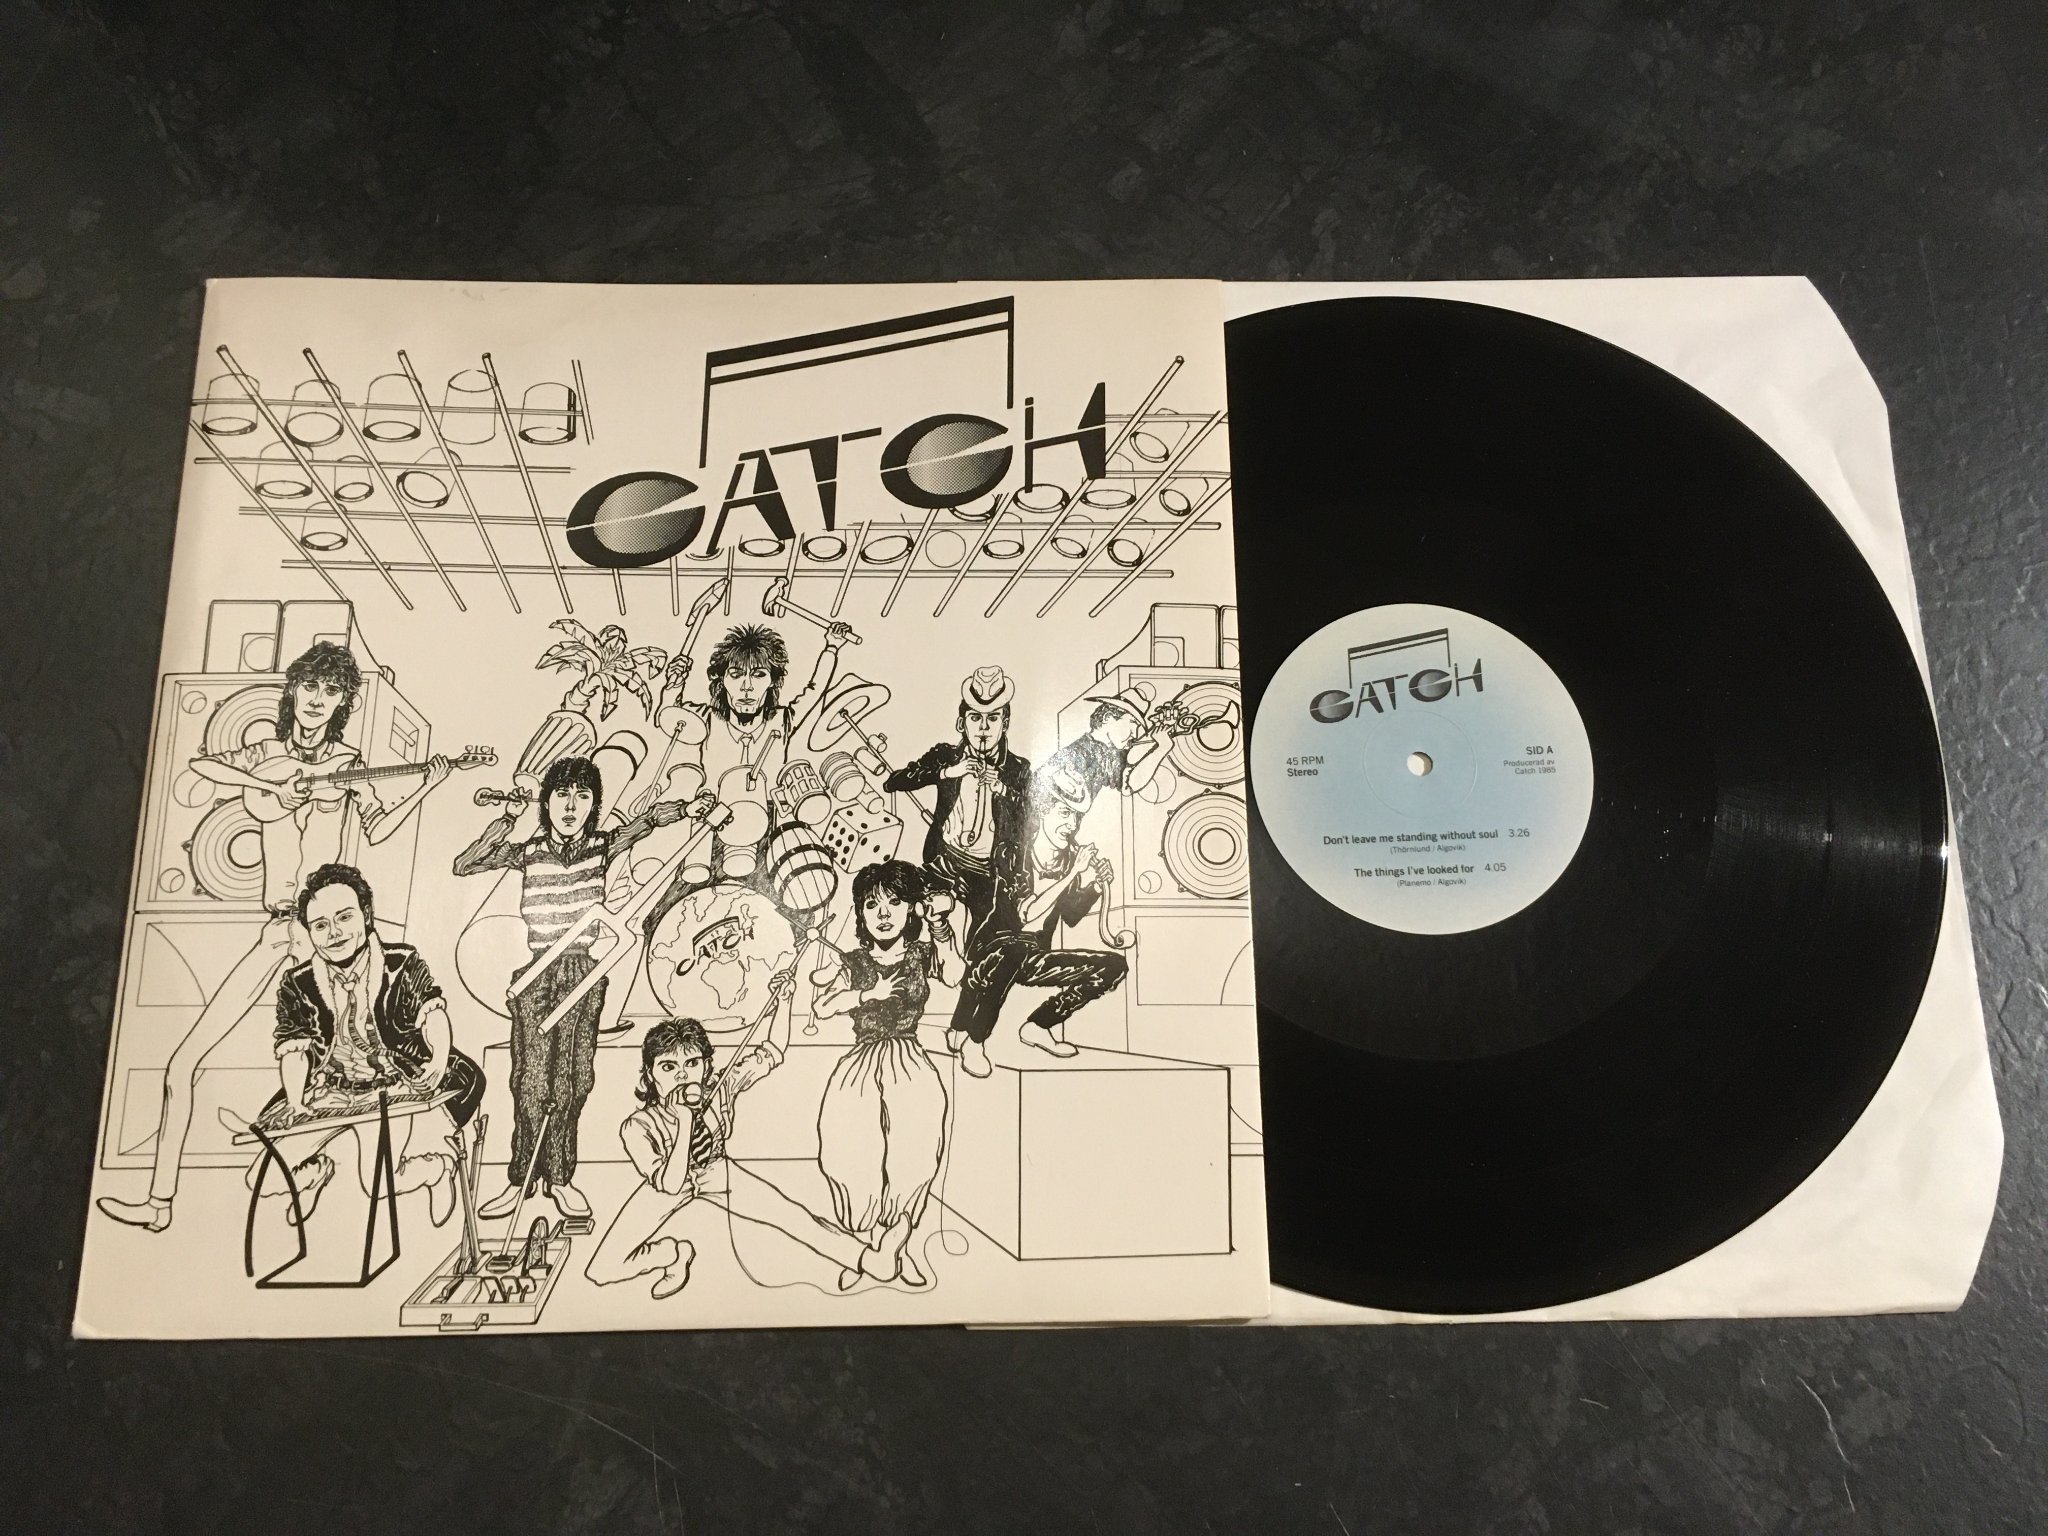 CATCH
CATCH
CATCH
45 RPM
Stereo
SID A
Producerad av
Catch 1985
Don't leave me standing without soul 3.26
(Thörnlund / Algovik)
The things I've looked for 4.05
(Planemo / Algovik)